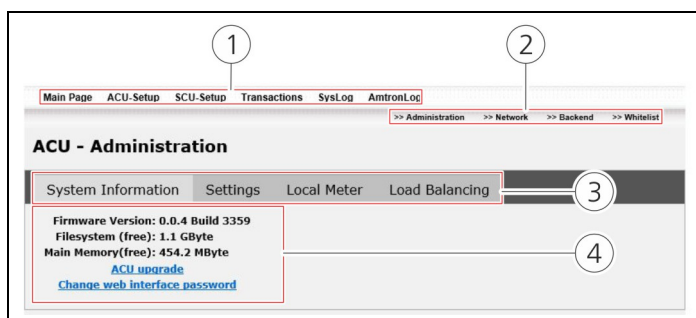 1
2
Main Page ACU-Setup SCU-Setup Transactions SysLog AmtronLog
>> Administration >> Network >> Backend >> Whitelist
ACU - Administration
System Information Settings Local Meter Load Balancing
3
Firmware Version: 0.0.4 Build 3359
Filesystem (free): 1.1 GByte
Main Memory(free): 454.2 MByte
4
ACU upgrade
Change web interface password